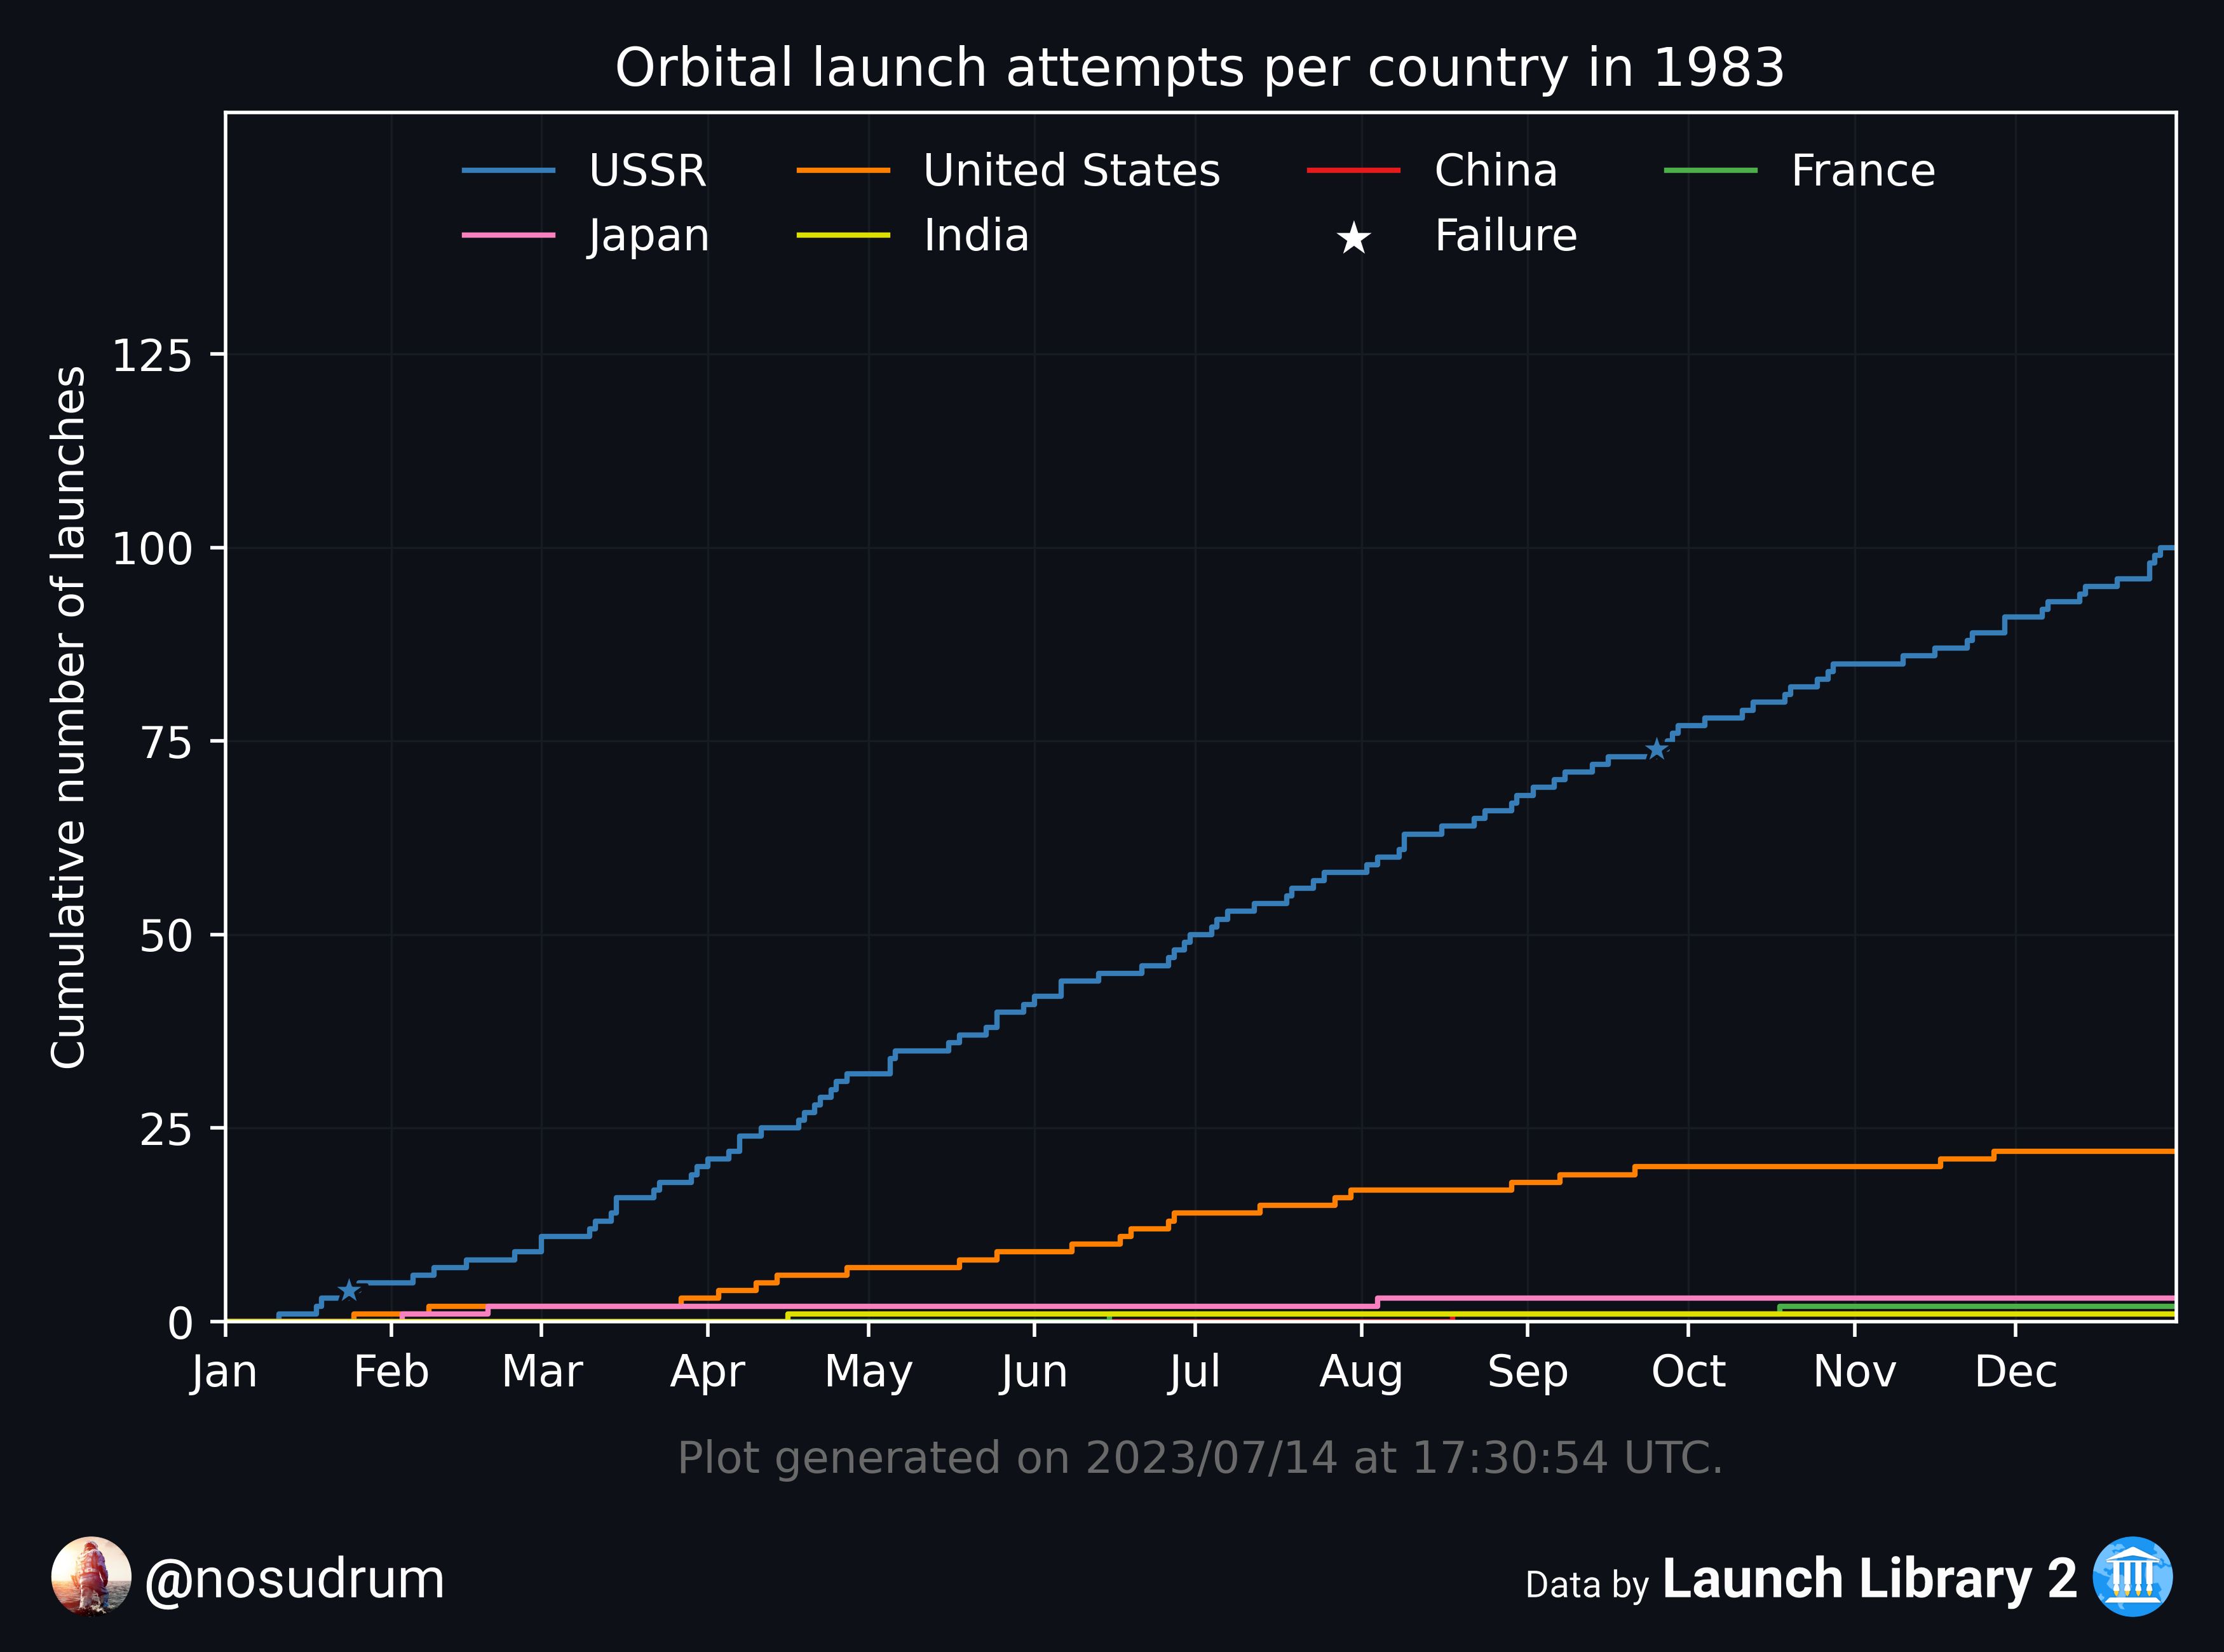 Orbital launch attempts per country in 1983
USSR United States China France
Japan India Failure
Cumulative number of launches
125
100
75
50
25
0
Jan Feb Mar Apr May Jun Jul Aug Sep Oct Nov Dec
Plot generated on 2023/07/14 at 17:30:54 UTC.
@nosudrum
Data by Launch Library 2